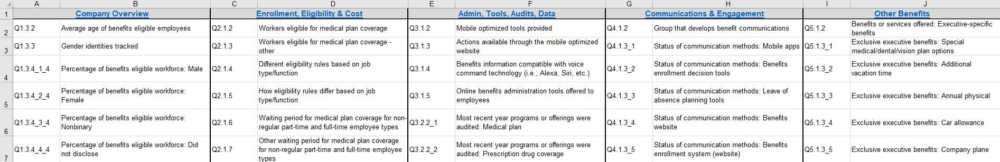 A B C D E F G H I J
1 Company Overview Enrollment, Eligibility & Cost Admin, Tools, Audits, Data Communications & Engagement Other Benefits
2 Q1.3.2 Average age of benefits eligible employees Q2.1.2 Workers eligible for medical plan coverage Q3.1.2 Mobile optimized tools provided Q4.1.2 Group that develops benefit communications Q5.1.2 Benefits or services offered: Executive-specific
benefits
3 Q1.3.3 Gender identities tracked Q2.1.3 Workers eligible for medical plan coverage - Q3.1.3 Actions available through the mobile optimized Q4.1.3_1 Status of communication methods: Mobile apps Q5.1.3_1 Exclusive executive benefits: Special
other website medical/dental/vision plan options
4 Q1.3.4_1_4 Percentage of benefits eligible workforce: Male Q2.1.4 Different eligibility rules based on job Q3.1.4 Benefits information compatible with voice Q4.1.3_2 Status of communication methods: Benefits Q5.1.3_2 Exclusive executive benefits: Additional
type/function command technology (i.e., Alexa, Siri, etc.) enrollment decision tools vacation time
5 Q1.3.4_2_4 Percentage of benefits eligible workforce: Q2.1.5 How eligibility rules differ based on job Q3.1.5 Online benefits administration tools offered to Q4.1.3_3 Status of communication methods: Leave of Q5.1.3_3 Exclusive executive benefits: Annual physical
Female type/function employees absence planning tools
6 Q1.3.4_3_4 Percentage of benefits eligible workforce: Q2.1.6 Waiting period for medical plan coverage for non- Q3.2.2_1 Most recent year programs or offerings were Q4.1.3_4 Status of communication methods: Benefits Q5.1.3_4 Exclusive executive benefits: Car allowance
Nonbinary regular part-time and full-time employee types audited: Medical plan website
7 Q1.3.4_4_4 Percentage of benefits eligible workforce: Did Q2.1.7 Other waiting period for medical plan coverage Q3.2.2_2 Most recent year programs or offerings were Q4.1.3_5 Status of communication methods: Benefits Q5.1.3_5 Exclusive executive benefits: Company plane
not disclose for non-regular part-time and full-time employee audited: Prescription drug coverage enrollment system (website)
types